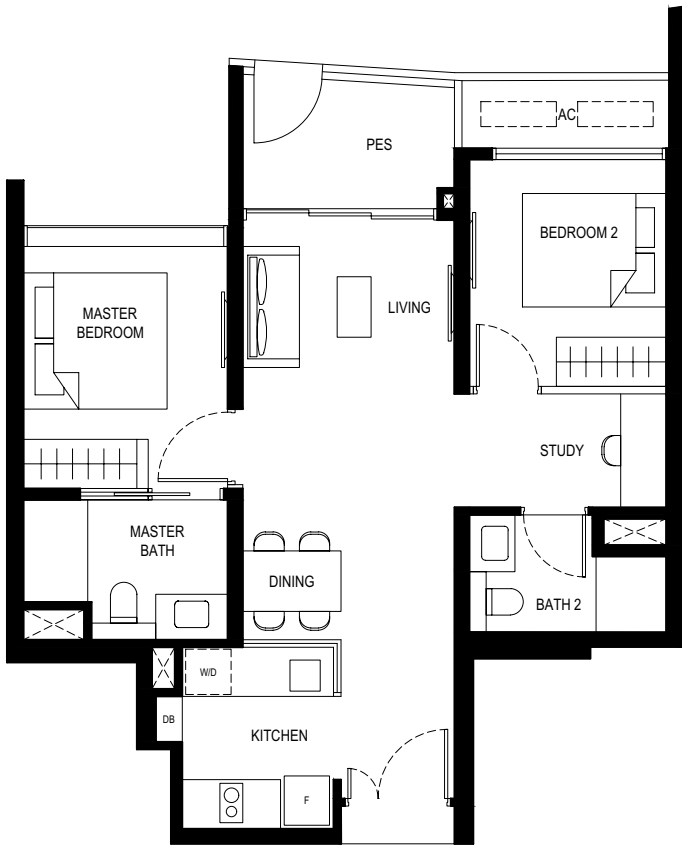 AC
PES
BEDROOM 2
LIVING
MASTER
BEDROOM
STUDY
MASTER
BATH
DINING
BATH 2
W/D
DB
KITCHEN
F